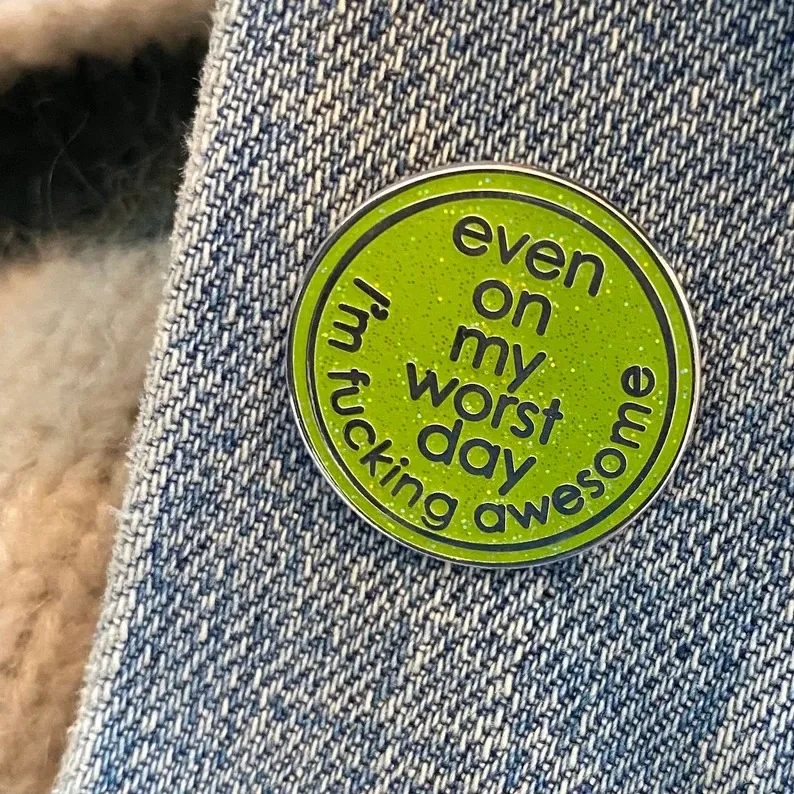 even
on
my
worst
day
I'm fucking awesome